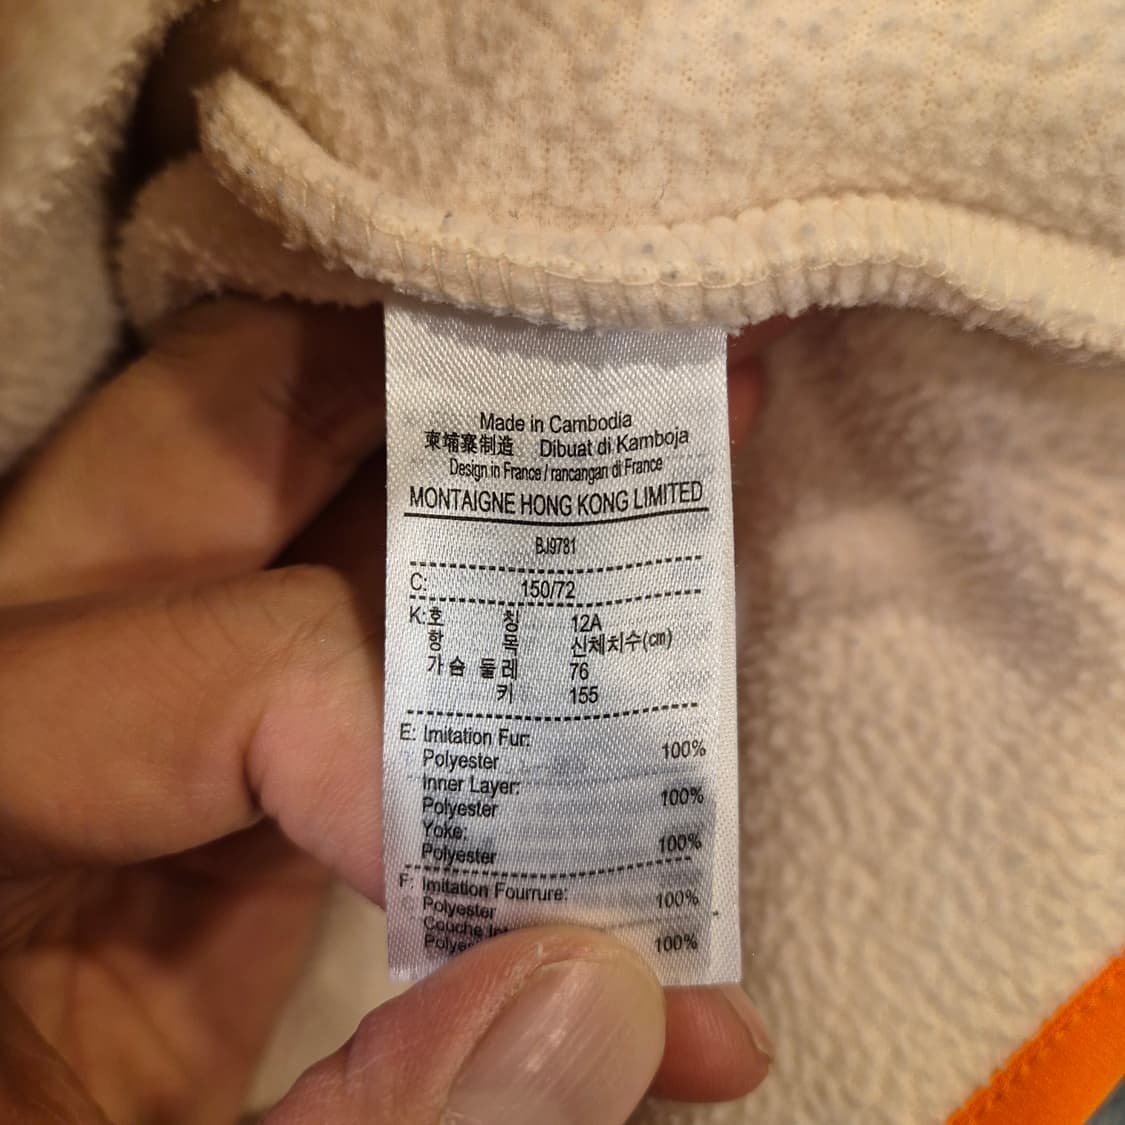 Made in Cambodia
柬埔寨制造 Dibuat di Kamboja
Design in France / rancangan di France
MONTAIGNE HONG KONG LIMITED
BJ9781
C: 150/72
K: 호 칭 12A
항 목 신체치수(cm)
가슴 둘레 76
키 155
E: Imitation Fur:
Polyester 100%
Inner Layer:
Polyester 100%
Yoke:
Polyester 100%
F: Imitation Fourrure:
Polyester 100%
Couche
100%